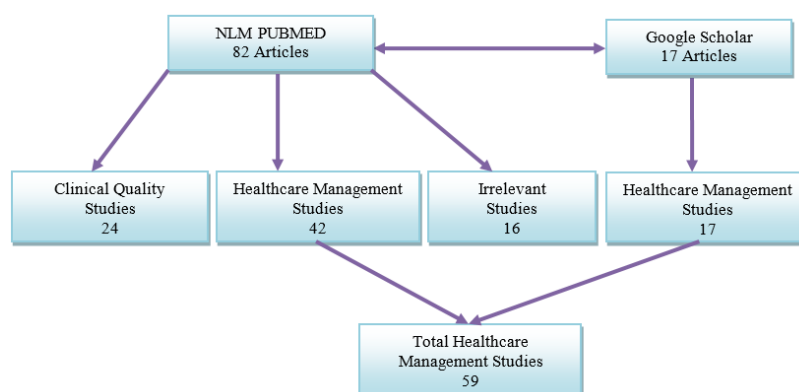 NLM PUBMED
82 Articles
Google Scholar
17 Articles
Clinical Quality
Studies
24
Healthcare Management
Studies
42
Irrelevant
Studies
16
Healthcare Management
Studies
17
Total Healthcare
Management Studies
59